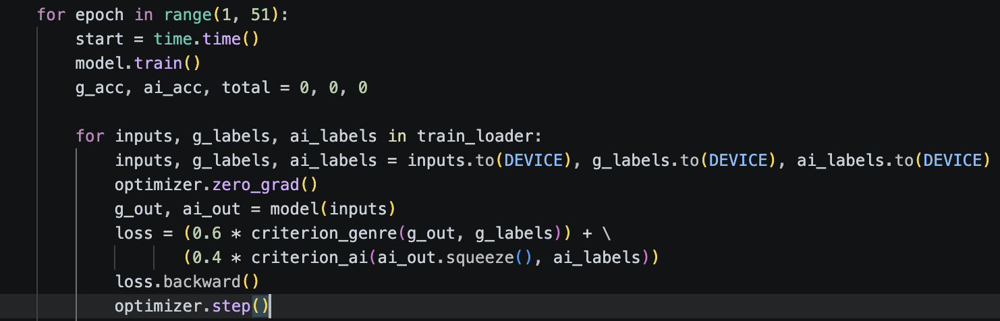 for epoch in range(1, 51):
    start = time.time()
    model.train()
    g_acc, ai_acc, total = 0, 0, 0

    for inputs, g_labels, ai_labels in train_loader:
        inputs, g_labels, ai_labels = inputs.to(DEVICE), g_labels.to(DEVICE), ai_labels.to(DEVICE)
        optimizer.zero_grad()
        g_out, ai_out = model(inputs)
        loss = (0.6 * criterion_genre(g_out, g_labels)) + \
               (0.4 * criterion_ai(ai_out.squeeze(), ai_labels))
        loss.backward()
        optimizer.step()